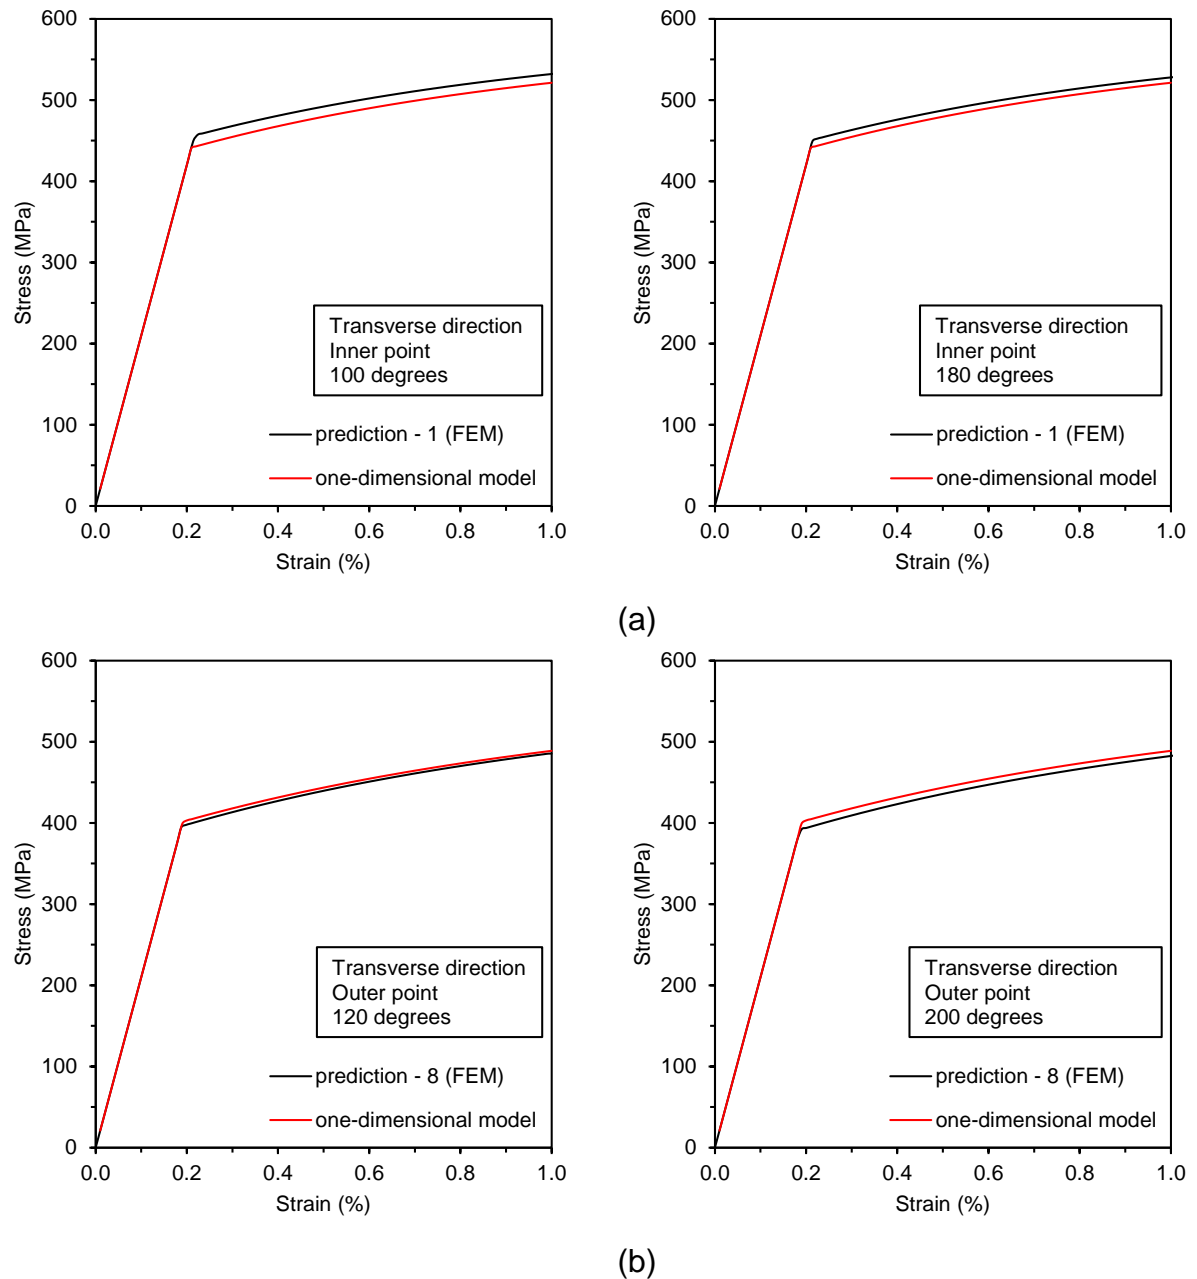 600
500
400
300
200
100
0
Stress (MPa)
Transverse direction
Inner point
100 degrees
prediction - 1 (FEM)
one-dimensional model
0.0 0.2 0.4 0.6 0.8 1.0
Strain (%)
600
500
400
300
200
100
0
Stress (MPa)
Transverse direction
Inner point
180 degrees
prediction - 1 (FEM)
one-dimensional model
0.0 0.2 0.4 0.6 0.8 1.0
Strain (%)
(a)
600
500
400
300
200
100
0
Stress (MPa)
Transverse direction
Outer point
120 degrees
prediction - 8 (FEM)
one-dimensional model
0.0 0.2 0.4 0.6 0.8 1.0
Strain (%)
600
500
400
300
200
100
0
Stress (MPa)
Transverse direction
Outer point
200 degrees
prediction - 8 (FEM)
one-dimensional model
0.0 0.2 0.4 0.6 0.8 1.0
Strain (%)
(b)